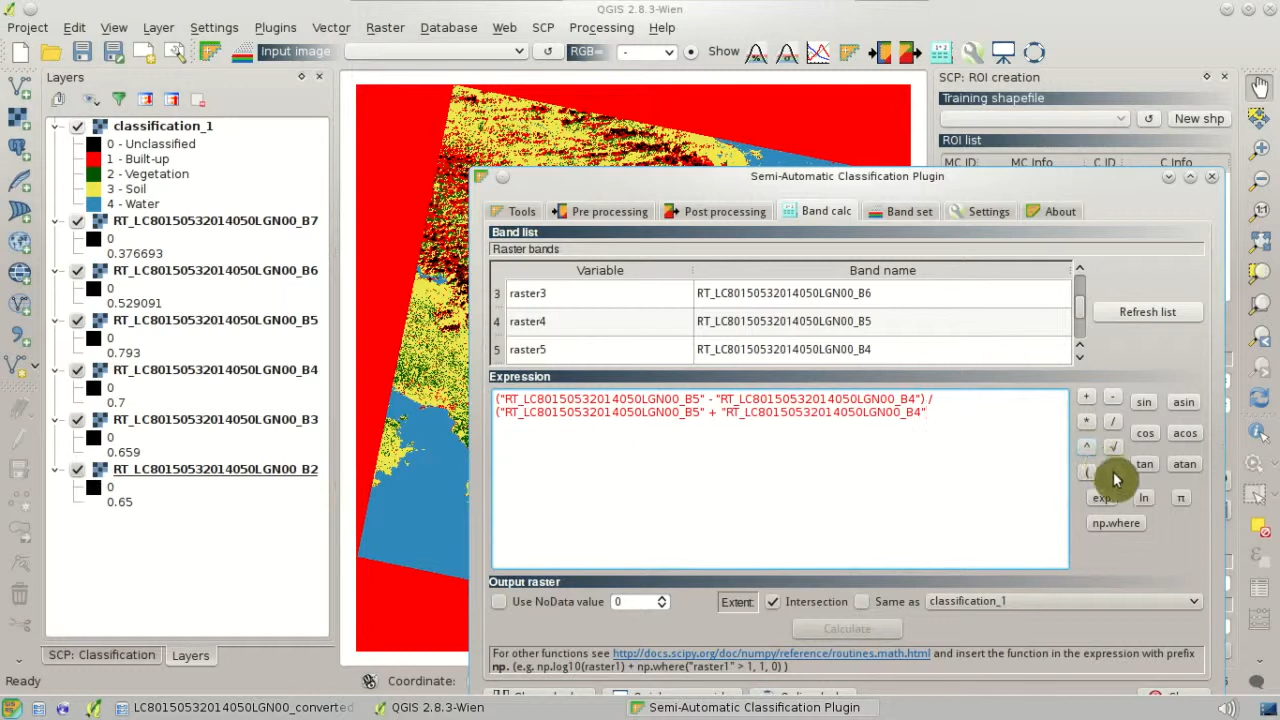 QGIS 2.8.3-Wien
Project Edit View Layer Settings Plugins Vector Raster Database Web SCP Processing Help
Input image RGB= - Show
Layers
classification_1
0 - Unclassified
1 - Built-up
2 - Vegetation
3 - Soil
4 - Water
RT_LC80150532014050LGN00_B7
0
0.376693
RT_LC80150532014050LGN00_B6
0
0.529091
RT_LC80150532014050LGN00_B5
0
0.793
RT_LC80150532014050LGN00_B4
0
0.7
RT_LC80150532014050LGN00_B3
0
0.659
RT_LC80150532014050LGN00_B2
0
0.65
SCP: Classification Layers
SCP: ROI creation
Training shapefile
New shp
ROI list
MC ID MC Info C ID C Info
Semi-Automatic Classification Plugin
Tools Pre processing Post processing Band calc Band set Settings About
Band list
Raster bands
Variable Band name
3 raster3 RT_LC80150532014050LGN00_B6
4 raster4 RT_LC80150532014050LGN00_B5
5 raster5 RT_LC80150532014050LGN00_B4
Refresh list
Expression
("RT_LC80150532014050LGN00_B5" - "RT_LC80150532014050LGN00_B4") /
("RT_LC80150532014050LGN00_B5" + "RT_LC80150532014050LGN00_B4"
+ - sin asin
* / cos acos
^ √ tan atan
(
exp ln π
np.where
Output raster
Use NoData value 0 Extent: Intersection Same as classification_1
Calculate
For other functions see http://docs.scipy.org/doc/numpy/reference/routines.math.html and insert the function in the expression with prefix
np. (e.g. np.log10(raster1) + np.where("raster1" > 1, 1, 0) )
Ready Coordinate:
LC80150532014050LGN00_converted QGIS 2.8.3-Wien Semi-Automatic Classification Plugin